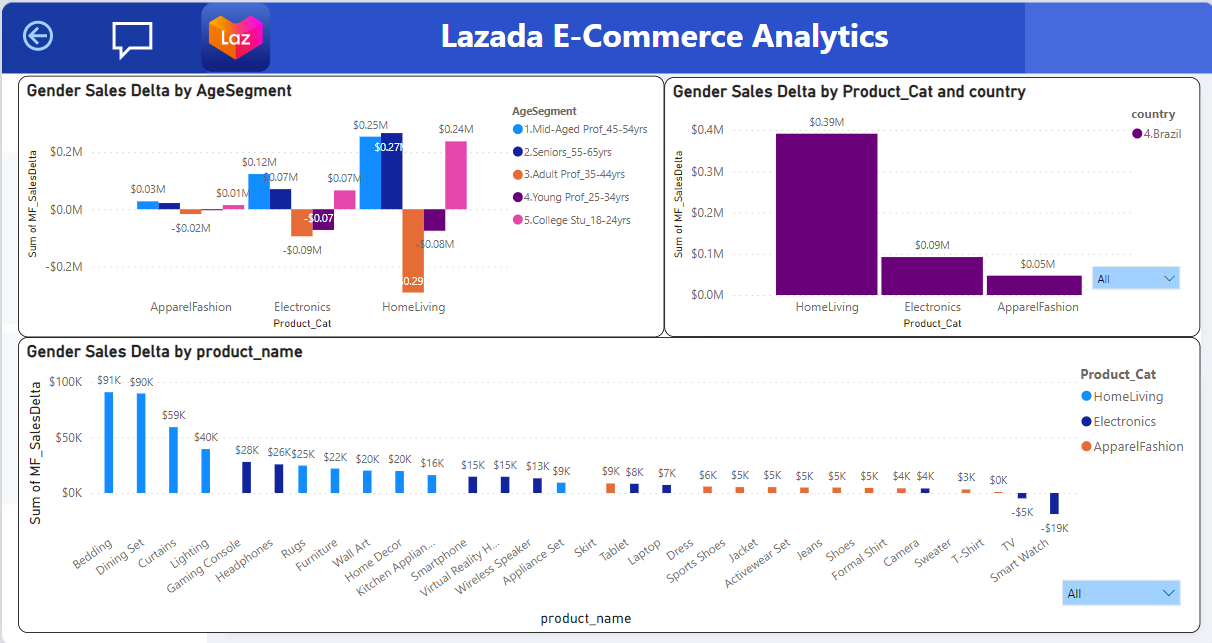 Laz
Lazada E-Commerce Analytics
Gender Sales Delta by AgeSegment
AgeSegment
1.Mid-Aged Prof_45-54yrs
2.Seniors_55-65yrs
3.Adult Prof_35-44yrs
4.Young Prof_25-34yrs
5.College Stu_18-24yrs
Sum of MF_SalesDelta
$0.2M
$0.0M
-$0.2M
$0.03M
-$0.02M
$0.01M
$0.12M
$0.07M
-$0.09M
-$0.07
$0.07M
$0.25M
$0.27M
0.29
-$0.08M
$0.24M
ApparelFashion Electronics HomeLiving
Product_Cat
Gender Sales Delta by Product_Cat and country
country
4.Brazil
Sum of MF_SalesDelta
$0.4M
$0.3M
$0.2M
$0.1M
$0.0M
$0.39M
$0.09M
$0.05M
HomeLiving Electronics ApparelFashion
Product_Cat
All
Gender Sales Delta by product_name
Product_Cat
HomeLiving
Electronics
ApparelFashion
Sum of MF_SalesDelta
$100K
$50K
$0K
$91K $90K $59K $40K $28K $26K $25K $22K $20K $20K $16K $15K $15K $13K $9K $9K $8K $7K $6K $5K $5K $5K $5K $5K $4K $4K $3K $0K -$5K -$19K
Bedding
Dining Set
Curtains
Lighting
Gaming Console
Headphones
Rugs
Furniture
Wall Art
Home Decor
Kitchen Applian...
Smartphone
Virtual Reality H...
Wireless Speaker
Appliance Set
Skirt
Tablet
Laptop
Dress
Sports Shoes
Jacket
Activewear Set
Jeans
Shoes
Formal Shirt
Camera
Sweater
T-Shirt
TV
Smart Watch
product_name
All